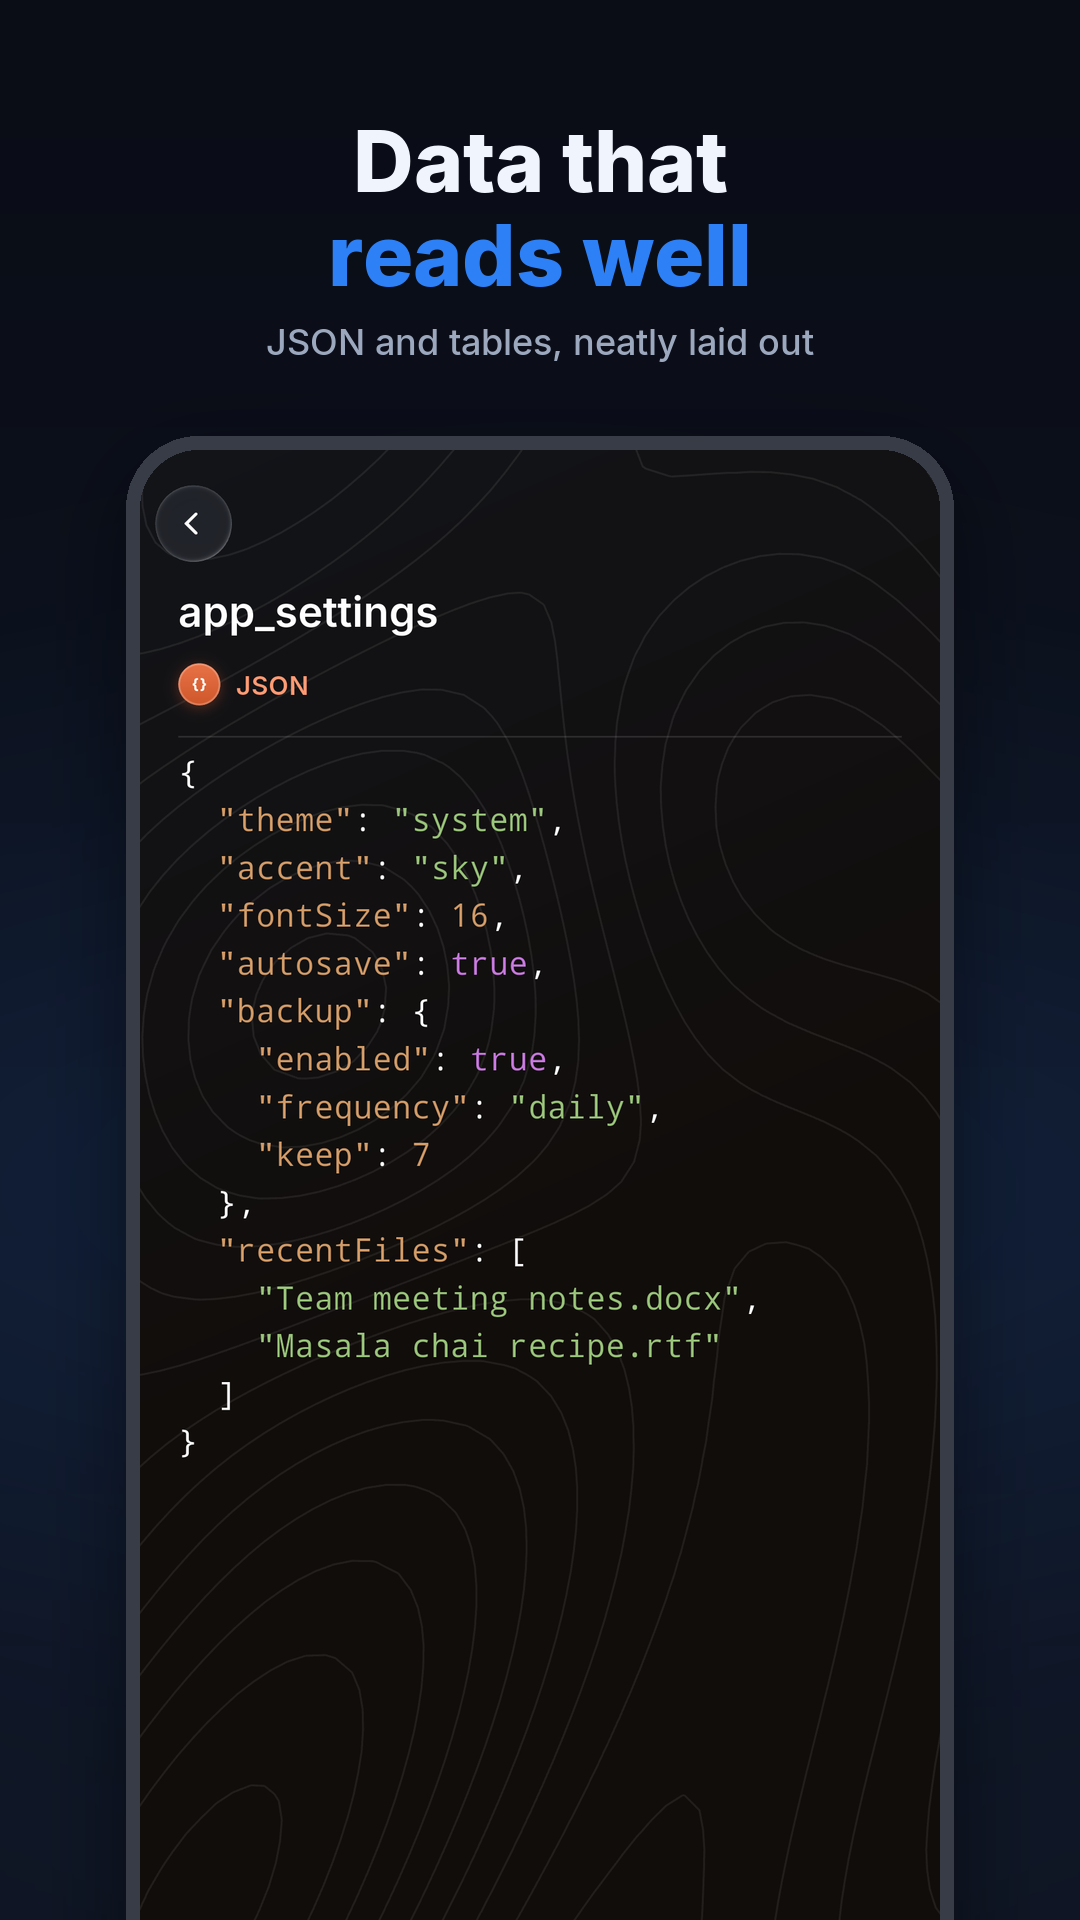 Data that
reads well
JSON and tables, neatly laid out
app_settings
{} JSON
{
  "theme": "system",
  "accent": "sky",
  "fontSize": 16,
  "autosave": true,
  "backup": {
    "enabled": true,
    "frequency": "daily",
    "keep": 7
  },
  "recentFiles": [
    "Team meeting notes.docx",
    "Masala chai recipe.rtf"
  ]
}